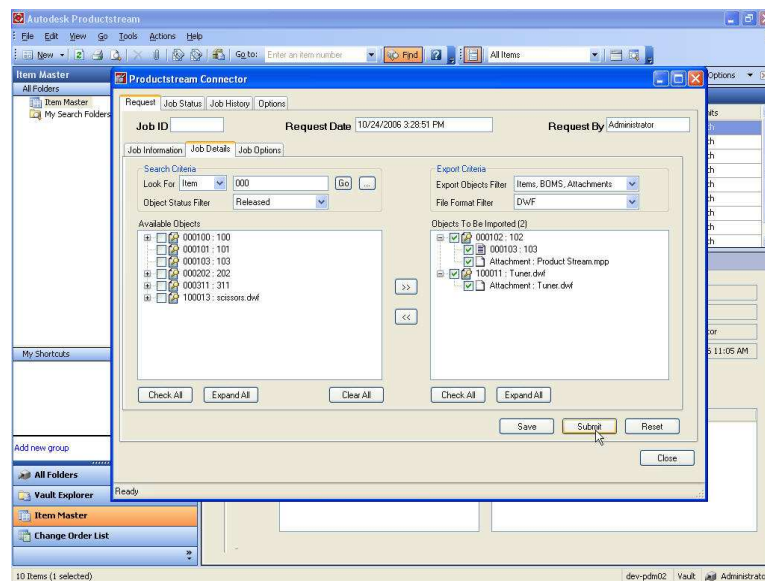 Autodesk Productstream
File Edit View Go Tools Actions Help
New Go to: Enter an item number Find All Items
Item Master
Options
All Folders
Item Master
My Search Folders
Productstream Connector
Request Job Status Job History Options
Job ID Request Date 10/24/2006 3:28:51 PM Request By Administrator
Job Information Job Details Job Options
Search Criteria Export Criteria
Look For Item 000 Go ... Export Objects Filter Items, BOMS, Attachments
Object Status Filter Released File Format Filter DWF
Available Objects Objects To Be Imported (2)
000100 : 100 000102 : 102
000101 : 101 000103 : 103
000103 : 103 Attachment : Product Stream.mpp
000202 : 202 100011 : Tuner.dwf
000311 : 311 Attachment : Tuner.dwf
100013 : scissors.dwf
>>
<<
My Shortcuts
11:05 AM
Check All Expand All Clear All Check All Expand All
Save Submit Reset
Add new group
Close
All Folders
Vault Explorer
Ready
Item Master
Change Order List
10 Items (1 selected) dev-pdm02 Vault